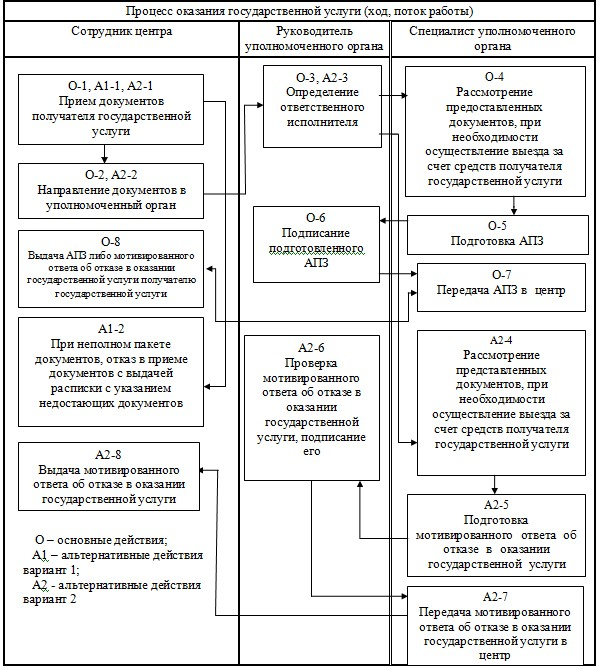 Процесс оказания государственной услуги (ход, поток работы)
Сотрудник центра
Руководитель
уполномоченного органа
Специалист уполномоченного
органа
О-1, А1-1, А2-1
Прием документов
получателя государственной
услуги
О-2, А2-2
Направление документов в
уполномоченный орган
О-8
Выдача АПЗ либо мотивированного
ответа об отказе в оказании
государственной услуги получателю
государственной услуги
А1-2
При неполном пакете
документов, отказ в приеме
документов с выдачей
расписки с указанием
недостающих документов
А2-8
Выдача мотивированного
ответа об отказе в оказании
государственной услуги
О – основные действия;
А1 – альтернативные действия
вариант 1;
А2 - альтернативные действия
вариант 2
О-3, А2-3
Определение
ответственного
исполнителя
О-6
Подписание
подготовленного
АПЗ
А2-6
Проверка
мотивированного
ответа об отказе в
оказании
государственной
услуги, подписание
его
О-4
Рассмотрение
предоставленных
документов, при
необходимости
осуществление выезда за
счет средств получателя
государственной услуги
О-5
Подготовка АПЗ
О-7
Передача АПЗ в центр
А2-4
Рассмотрение
представленных
документов, при
необходимости
осуществление выезда за
счет средств получателя
государственной услуги
А2-5
Подготовка
мотивированного ответа об
отказе в оказании
государственной услуги
А2-7
Передача мотивированного
ответа об отказе в оказании
государственной услуги в
центр